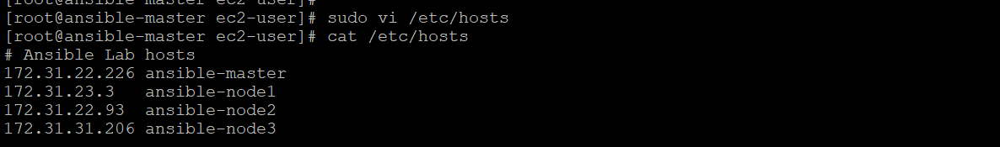 [root@ansible-master ec2-user]#
[root@ansible-master ec2-user]# sudo vi /etc/hosts
[root@ansible-master ec2-user]# cat /etc/hosts
# Ansible Lab hosts
172.31.22.226 ansible-master
172.31.23.3   ansible-node1
172.31.22.93  ansible-node2
172.31.31.206 ansible-node3